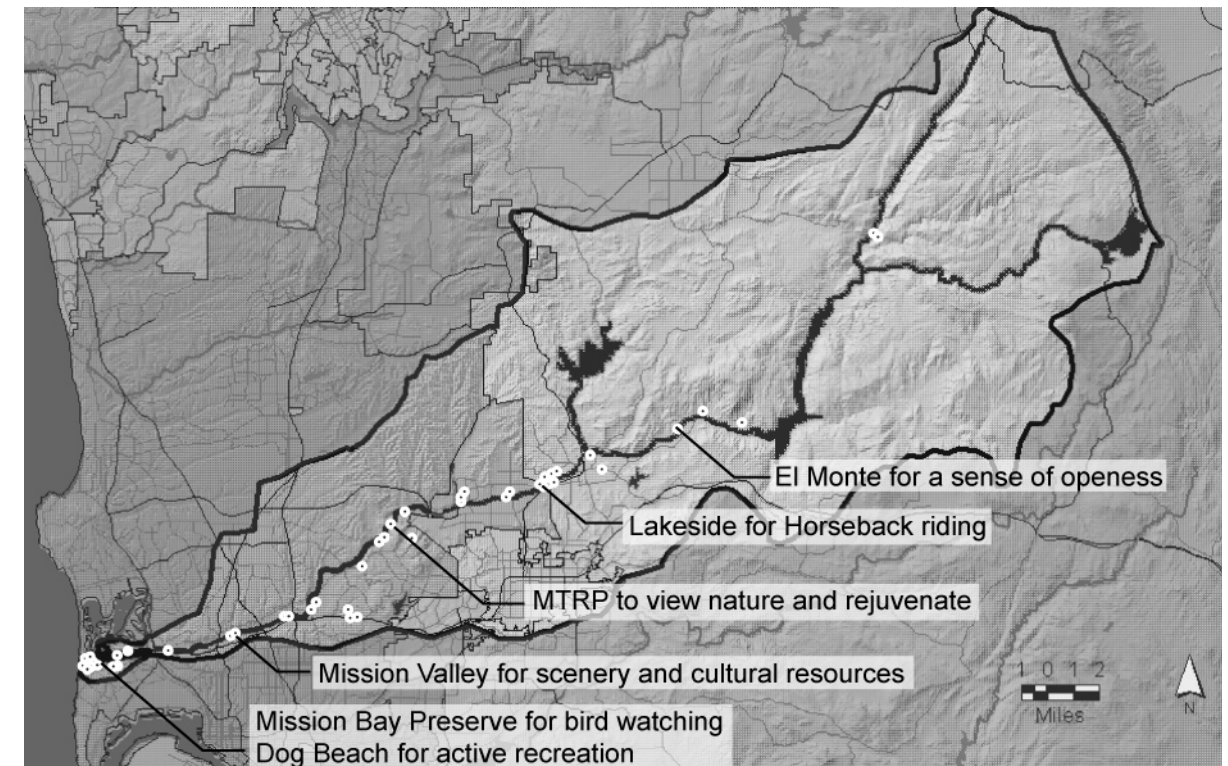 El Monte for a sense of openess
Lakeside for Horseback riding
MTRP to view nature and rejuvenate
Mission Valley for scenery and cultural resources
1 0 1 2
Miles
N
Mission Bay Preserve for bird watching
Dog Beach for active recreation